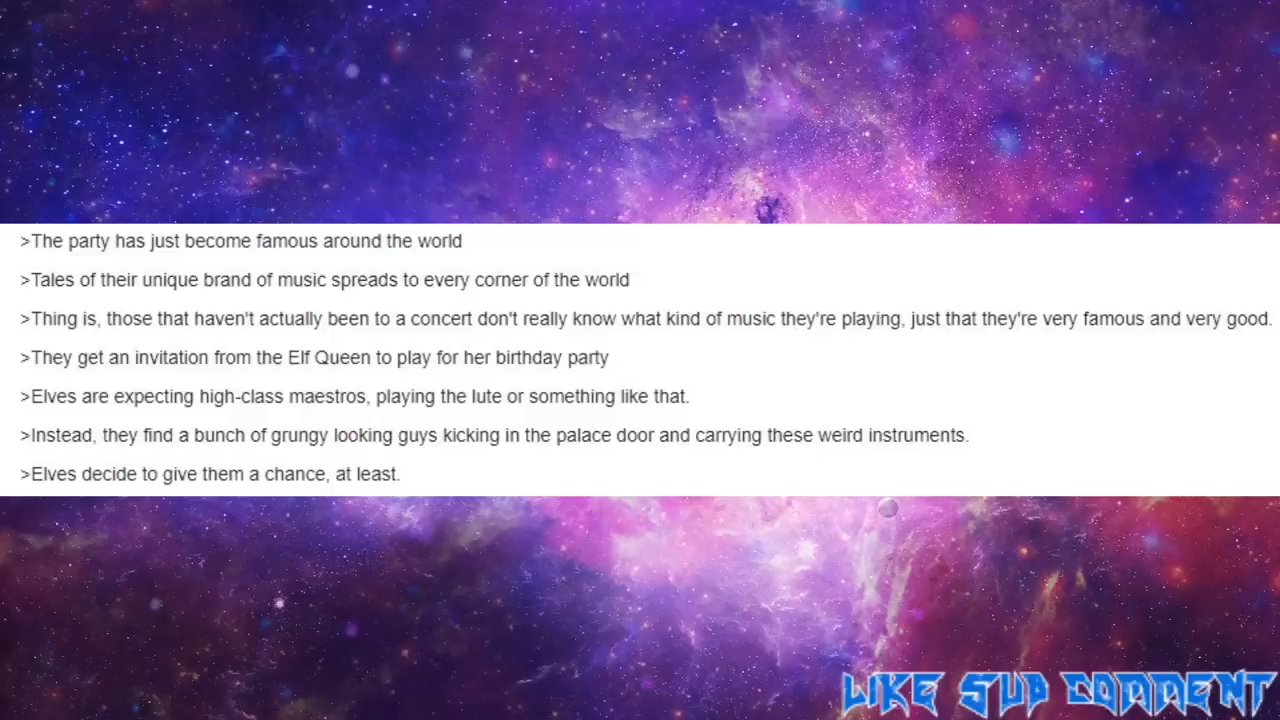 >The party has just become famous around the world
>Tales of their unique brand of music spreads to every corner of the world
>Thing is, those that haven't actually been to a concert don't really know what kind of music they're playing, just that they're very famous and very good.
>They get an invitation from the Elf Queen to play for her birthday party
>Elves are expecting high-class maestros, playing the lute or something like that.
>Instead, they find a bunch of grungy looking guys kicking in the palace door and carrying these weird instruments.
>Elves decide to give them a chance, at least.
LIKE SUB COMMENT